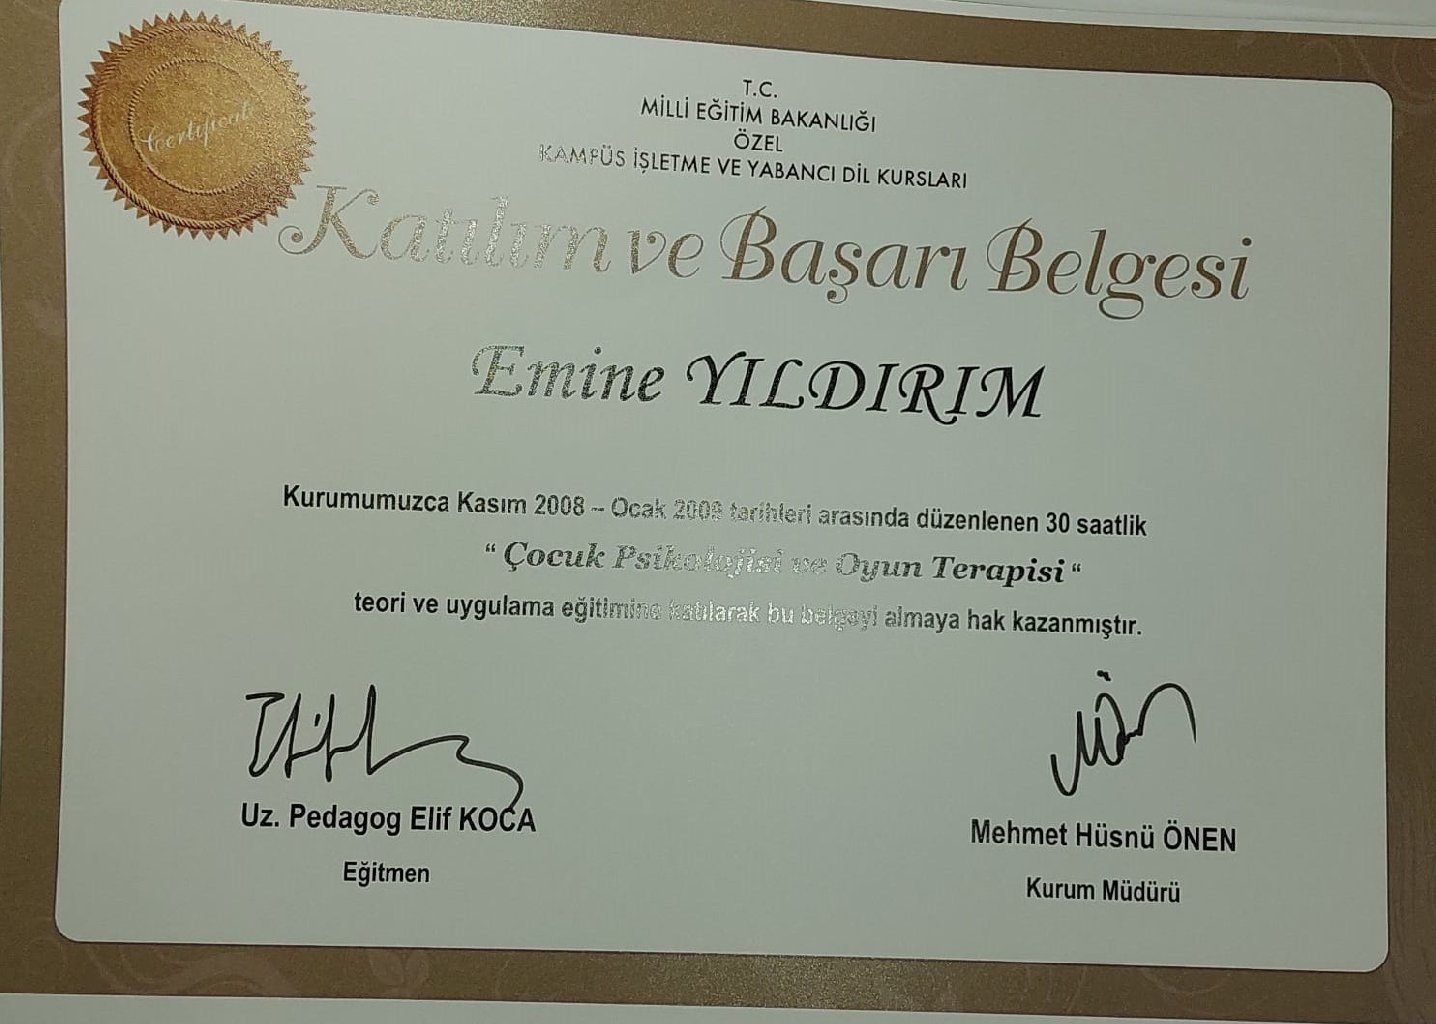 Certificate
T.C.
MİLLİ EĞİTİM BAKANLIĞI
ÖZEL
KAMPÜS İŞLETME VE YABANCI DİL KURSLARI
Katılım ve Başarı Belgesi
Emine YILDIRIM
Kurumumuzca Kasım 2008 – Ocak 2009 tarihleri arasında düzenlenen 30 saatlik
“ Çocuk Psikolojisi ve Oyun Terapisi “
teori ve uygulama eğitimine katılarak bu belgeyi almaya hak kazanmıştır.
Uz. Pedagog Elif KOCA
Eğitmen
Mehmet Hüsnü ÖNEN
Kurum Müdürü